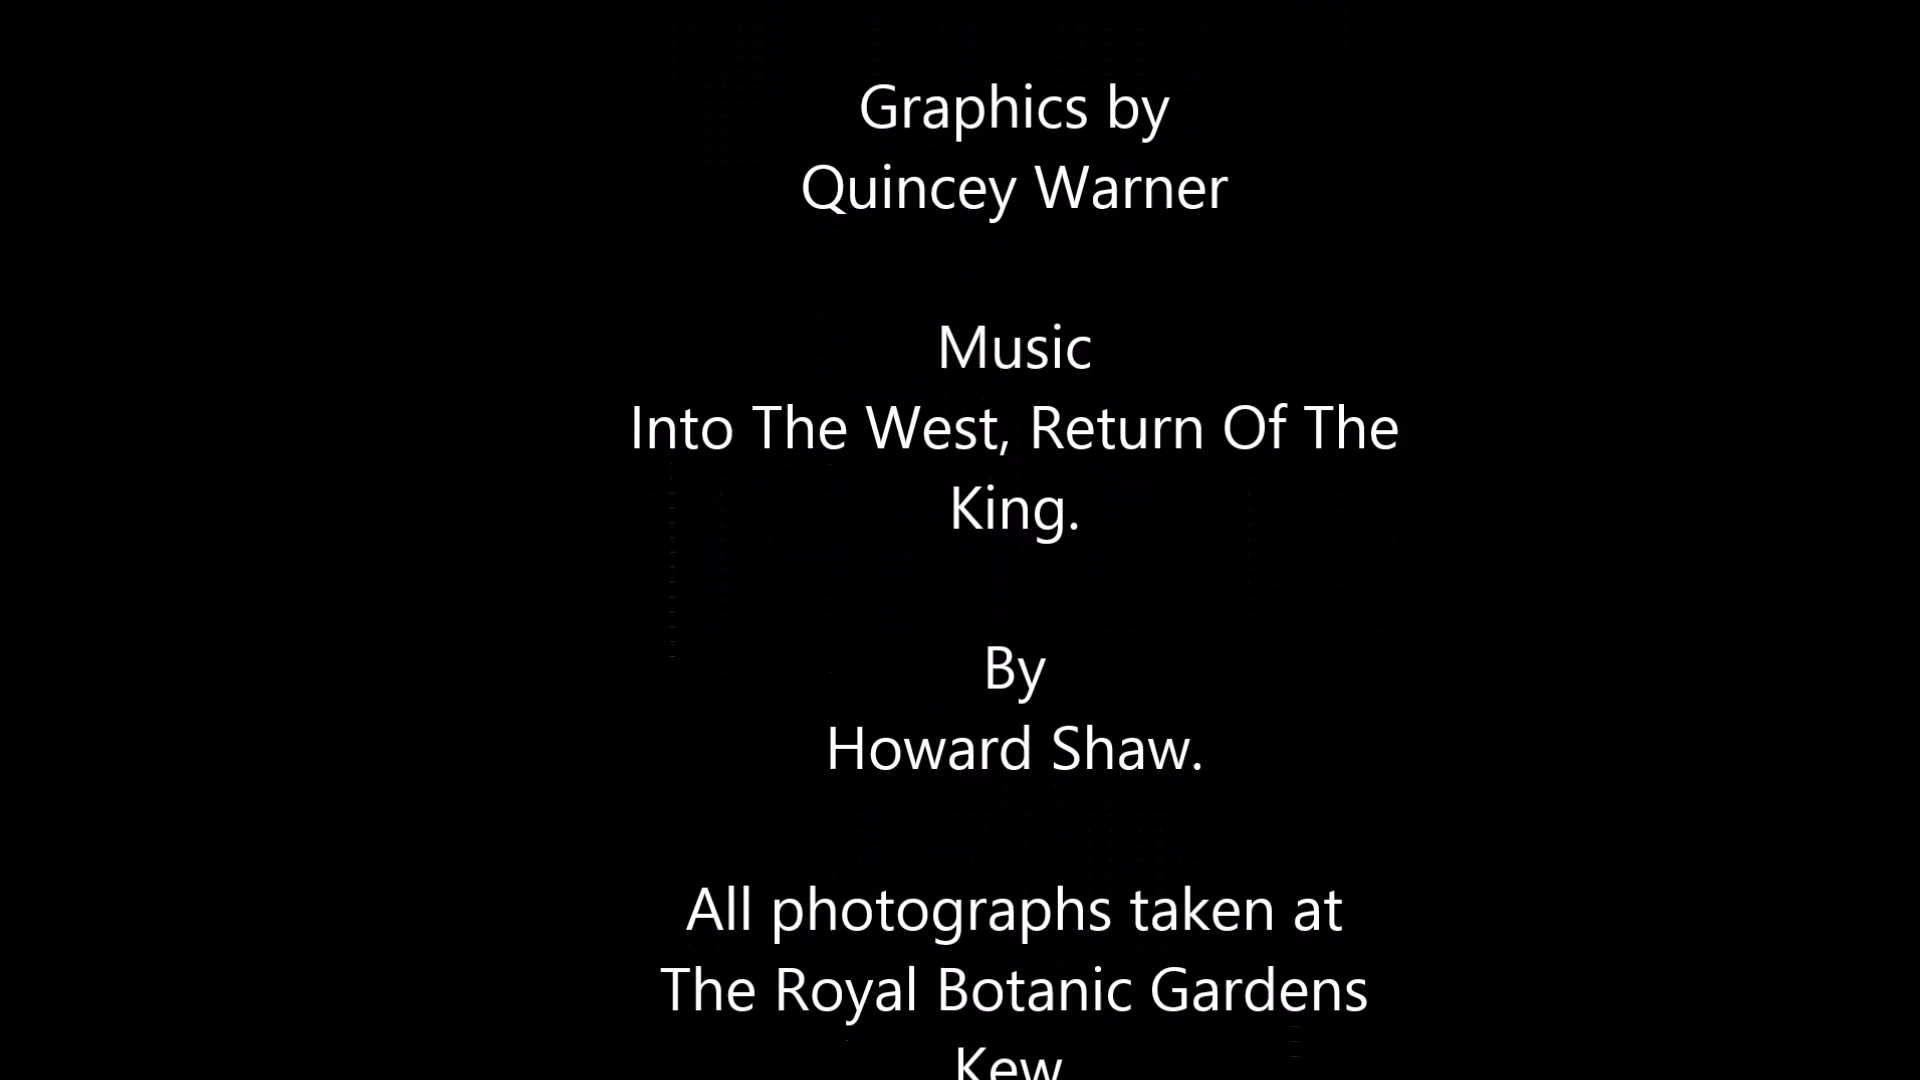 Graphics by
Quincey Warner
Music
Into The West, Return Of The
King.
By
Howard Shaw.
All photographs taken at
The Royal Botanic Gardens
Kew